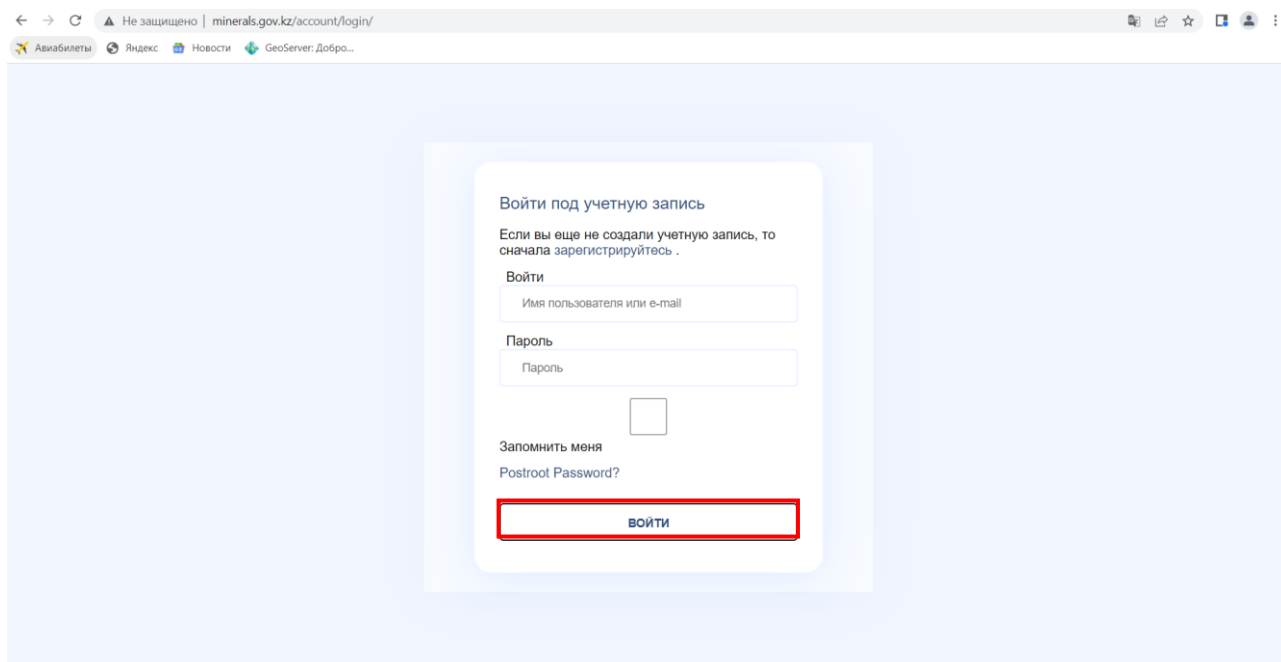 Не защищено | minerals.gov.kz/account/login/
Авиабилеты Яндекс Новости GeoServer: Добро...
Войти под учетную запись
Если вы еще не создали учетную запись, то
сначала зарегистрируйтесь .
Войти
Имя пользователя или e-mail
Пароль
Пароль
Запомнить меня
Postroot Password?
ВОЙТИ